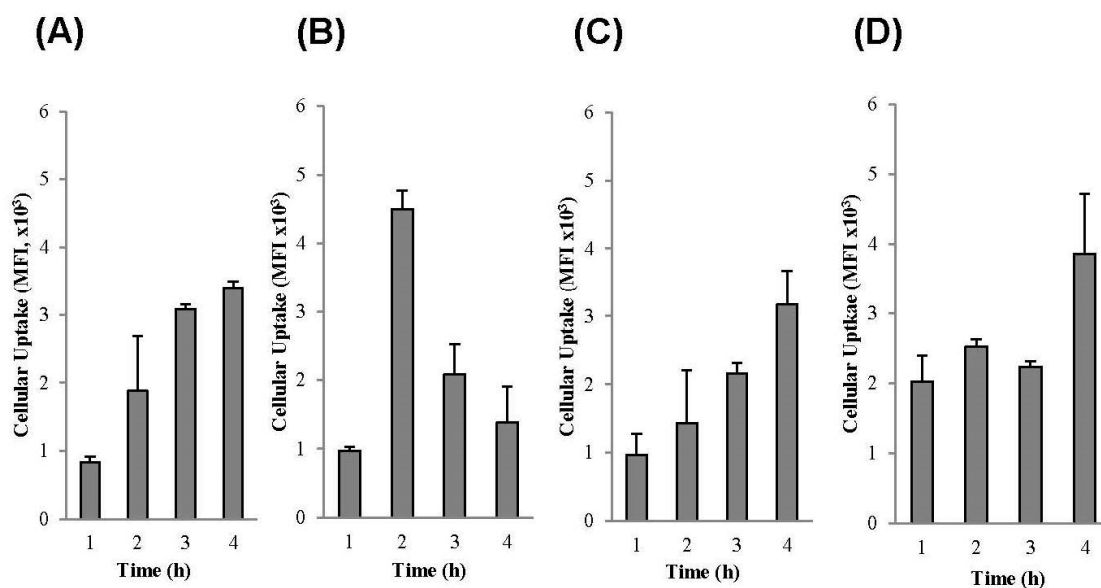 (A)
(B)
(C)
(D)
Cellular Uptake (MFI, x10³)
6
5
4
3
2
1
0
1 2 3 4
Time (h)
Cellular Uptake (MFI x10³)
6
5
4
3
2
1
0
1 2 3 4
Time (h)
Cellular Uptake (MFI x10³)
6
5
4
3
2
1
0
1 2 3 4
Time (h)
Cellular Uptkae (MFI x10³)
6
5
4
3
2
1
0
1 2 3 4
Time (h)